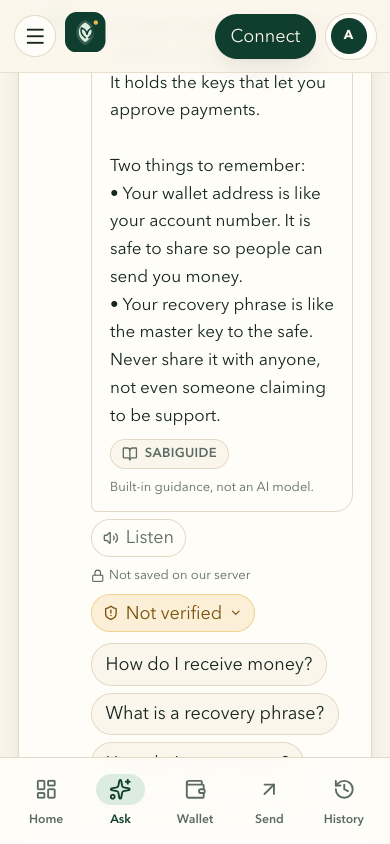 Connect
A
It holds the keys that let you
approve payments.
Two things to remember:
• Your wallet address is like
your account number. It is
safe to share so people can
send you money.
• Your recovery phrase is like
the master key to the safe.
Never share it with anyone,
not even someone claiming
to be support.
SABIGUIDE
Built-in guidance, not an AI model.
Listen
Not saved on our server
Not verified
How do I receive money?
What is a recovery phrase?
Home
Ask
Wallet
Send
History